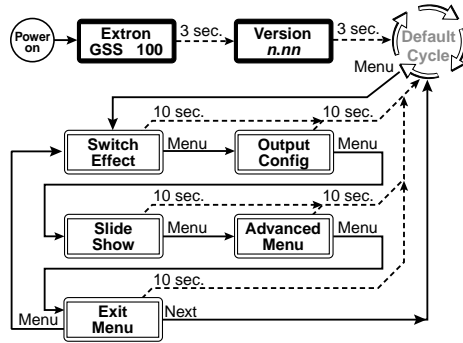 Power on
Extron GSS 100
3 sec.
Version n.nn
3 sec.
Default Cycle
Menu
10 sec.
10 sec.
Switch Effect
Menu
Output Config
Menu
10 sec.
10 sec.
Slide Show
Menu
Advanced Menu
Menu
10 sec.
Menu
Exit Menu
Next